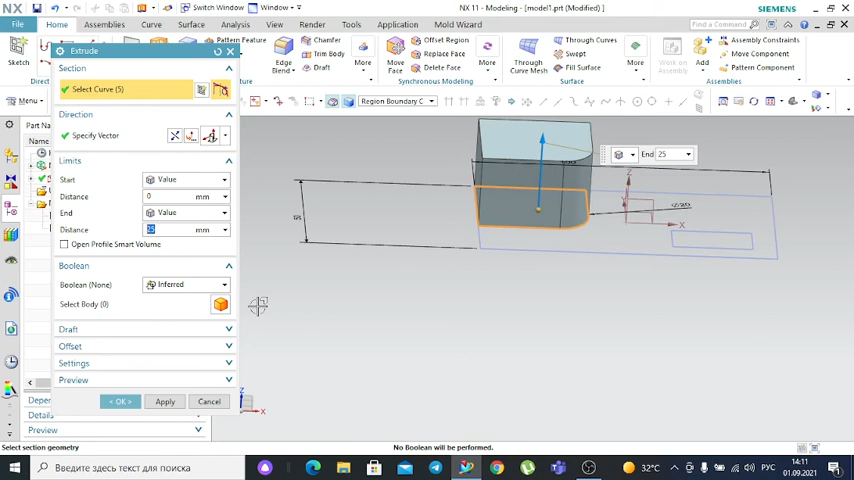 Switch Window
Window
NX 11 - Modeling - [model1.prt (Modified) ]
SIEMENS
File
Home
Assemblies
Curve
Surface
Analysis
View
Render
Tools
Application
Mold Wizard
Find a Command
Pattern Feature
Sketch
Edge Blend
Chamfer
Trim Body
Draft
More
Move Face
Offset Region
Replace Face
Delete Face
More
Synchronous Modeling
Through Curve Mesh
Through Curves
Swept
Fill Surface
More
Surface
Add
Assembly Constraints
Move Component
Pattern Component
Assemblies
Menu
Region Boundary C
Part Na
Name
Extrude
Section
Select Curve (5)
Direction
Specify Vector
Limits
Start
Value
Distance
0
mm
End
Value
Distance
25
mm
Open Profile Smart Volume
Boolean
Boolean (None)
Inferred
Select Body (0)
Draft
Offset
Settings
Preview
< OK >
Apply
Cancel
End
25
Z
Y
X
Z
X
Depen
Details
Preview
Select section geometry
No Boolean will be performed.
Введите здесь текст для поиска
32°C
РУС
14:11
01.09.2021